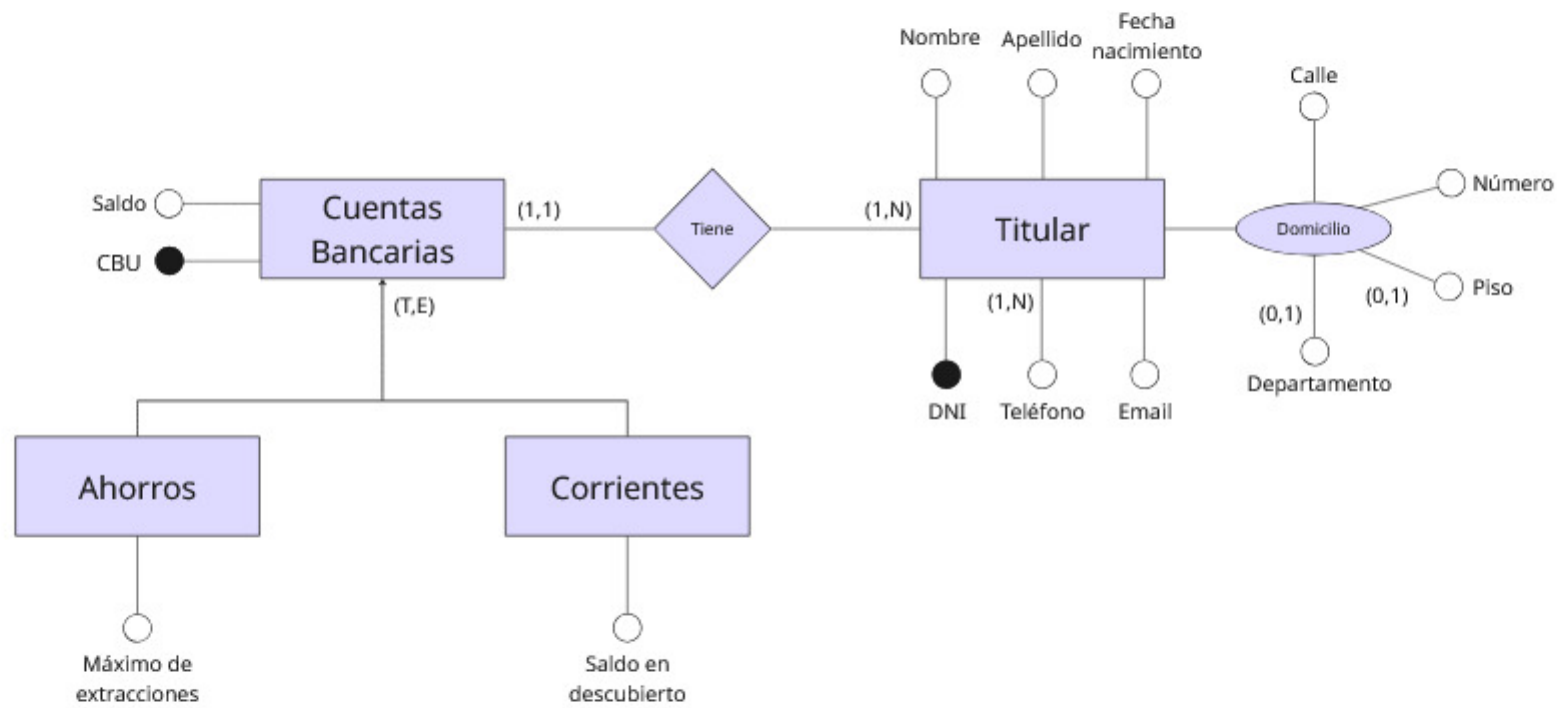 Nombre
Apellido
Fecha
nacimiento
Calle
Saldo
CBU
Cuentas
Bancarias
(1,1)
Tiene
(1,N)
Titular
Domicilio
Número
Piso
(0,1)
(0,1)
Departamento
(T,E)
(1,N)
DNI
Teléfono
Email
Ahorros
Corrientes
Máximo de
extracciones
Saldo en
descubierto